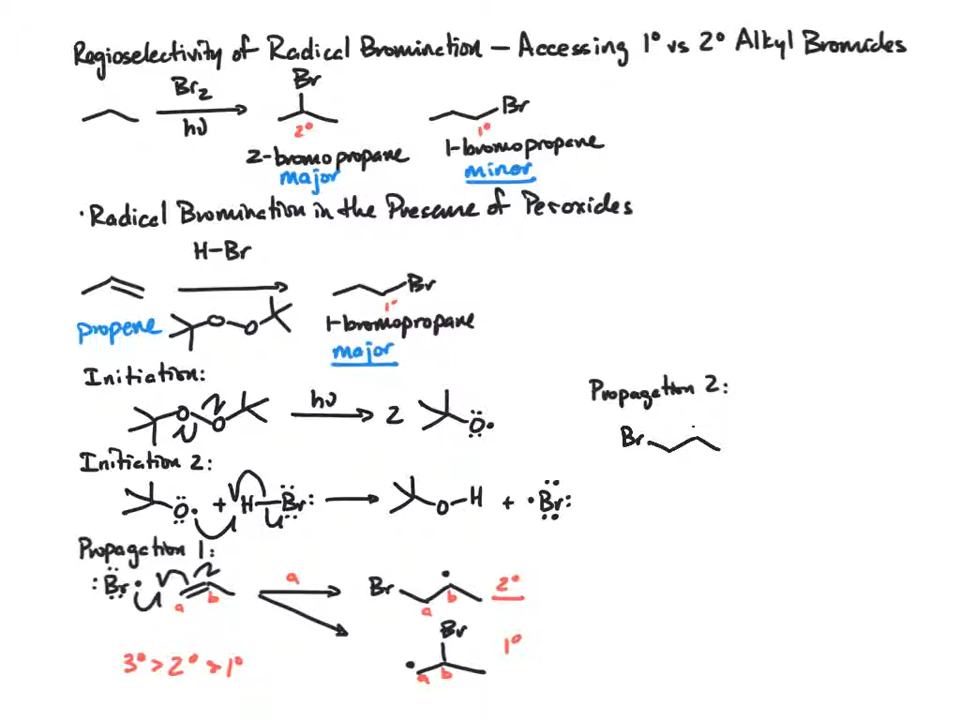 Regioselectivity of Radical Bromination – Accessing 1° vs 2° Alkyl Bromides
Br₂
hν
Br
2°
2-bromopropane
major
Br
1°
1-bromopropane
minor
·Radical Bromination in the Presence of Peroxides
H–Br
propene
O O
Br
1°
1-bromopropane
major
Initiation:
O O
hν
2
O
Propagation 2:
Br
Initiation 2:
O + H Br
O H + Br
Propagation 1:
Br
a b
a
Br
a b
2°
Br
a b
1°
3° > 2° > 1°